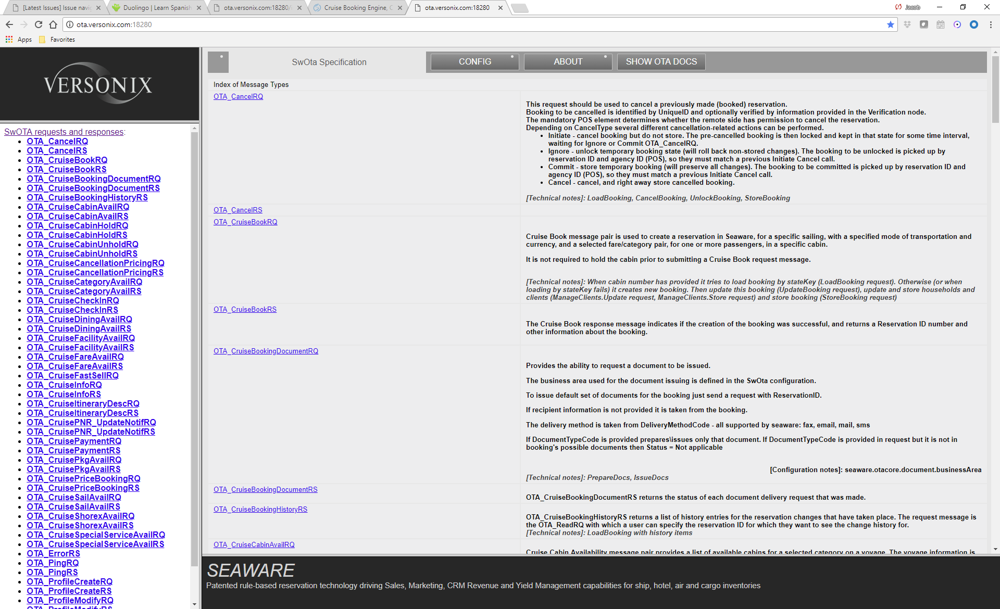 [Latest Issues] Issue navig
Duolingo | Learn Spanish
ota.versonix.com:18280/
Cruise Booking Engine, C
ota.versonix.com:18280
Jacob
ota.versonix.com:18280
Apps
Favorites
VERSONIX
SwOTA requests and responses:
OTA_CancelRQ
OTA_CancelRS
OTA_CruiseBookRQ
OTA_CruiseBookRS
OTA_CruiseBookingDocumentRQ
OTA_CruiseBookingDocumentRS
OTA_CruiseBookingHistoryRS
OTA_CruiseCabinAvailRQ
OTA_CruiseCabinAvailRS
OTA_CruiseCabinHoldRQ
OTA_CruiseCabinHoldRS
OTA_CruiseCabinUnholdRQ
OTA_CruiseCabinUnholdRS
OTA_CruiseCancellationPricingRQ
OTA_CruiseCancellationPricingRS
OTA_CruiseCategoryAvailRQ
OTA_CruiseCategoryAvailRS
OTA_CruiseCheckInRQ
OTA_CruiseCheckInRS
OTA_CruiseDiningAvailRQ
OTA_CruiseDiningAvailRS
OTA_CruiseFacilityAvailRQ
OTA_CruiseFacilityAvailRS
OTA_CruiseFareAvailRQ
OTA_CruiseFareAvailRS
OTA_CruiseFastSellRQ
OTA_CruiseInfoRQ
OTA_CruiseInfoRS
OTA_CruiseItineraryDescRQ
OTA_CruiseItineraryDescRS
OTA_CruisePNR_UpdateNotifRQ
OTA_CruisePNR_UpdateNotifRS
OTA_CruisePaymentRQ
OTA_CruisePaymentRS
OTA_CruisePkgAvailRQ
OTA_CruisePkgAvailRS
OTA_CruisePriceBookingRQ
OTA_CruisePriceBookingRS
OTA_CruiseSailAvailRQ
OTA_CruiseSailAvailRS
OTA_CruiseShorexAvailRQ
OTA_CruiseShorexAvailRS
OTA_CruiseSpecialServiceAvailRQ
OTA_CruiseSpecialServiceAvailRS
OTA_ErrorRS
OTA_PingRQ
OTA_PingRS
OTA_ProfileCreateRQ
OTA_ProfileCreateRS
OTA_ProfileModifyRQ
OTA_ProfileModifyRS
SwOta Specification
CONFIG
ABOUT
SHOW OTA DOCS
Index of Message Types
OTA_CancelRQ
This request should be used to cancel a previously made (booked) reservation.
Booking to be cancelled is identified by UniqueID and optionally verified by information provided in the Verification node.
The mandatory POS element determines whether the remote side has permission to cancel the reservation.
Depending on CancelType several different cancellation-related actions can be performed.
Initiate - cancel booking but do not store. The pre-cancelled booking is then locked and kept in that state for some time interval,
waiting for Ignore or Commit OTA_CancelRQ.
Ignore - unlock temporary booking state (will roll back non-stored changes). The booking to be unlocked is picked up by
reservation ID and agency ID (POS), so they must match a previous Initiate Cancel call.
Commit - store temporary booking (will preserve all changes). The booking to be committed is picked up by reservation ID and
agency ID (POS), so they must match a previous Initiate Cancel call.
Cancel - cancel, and right away store cancelled booking.
[Technical notes]: LoadBooking, CancelBooking, UnlockBooking, StoreBooking
OTA_CancelRS
OTA_CruiseBookRQ
Cruise Book message pair is used to create a reservation in Seaware, for a specific sailing, with a specified mode of transportation and
currency, and a selected fare/category pair, for one or more passengers, in a specific cabin.
It is not required to hold the cabin prior to submitting a Cruise Book request message.
[Technical notes]: When cabin number has provided it tries to load booking by stateKey (LoadBooking request). Otherwise (or when
loading by stateKey fails) it creates new booking. Then update this booking (UpdateBooking request), update and store households and
clients (ManageClients.Update request, ManageClients.Store request) and store booking (StoreBooking request)
OTA_CruiseBookRS
The Cruise Book response message indicates if the creation of the booking was successful, and returns a Reservation ID number and
other information about the booking.
OTA_CruiseBookingDocumentRQ
Provides the ability to request a document to be issued.
The business area used for the document issuing is defined in the SwOta configuration.
To issue default set of documents for the booking just send a request with ReservationID.
If recipient information is not provided it is taken from the booking.
The delivery method is taken from DeliveryMethodCode - all supported by seaware: fax, email, mail, sms
If DocumentTypeCode is provided prepares\issues only that document. If DocumentTypeCode is provided in request but it is not in
booking's possible documents then Status = Not applicable
[Configuration notes]: seaware.otacore.document.businessArea
[Technical notes]: PrepareDocs, IssueDocs
OTA_CruiseBookingDocumentRS
OTA_CruiseBookingDocumentRS returns the status of each document delivery request that was made.
OTA_CruiseBookingHistoryRS
OTA_CruiseBookingHistoryRS returns a list of history entries for the reservation changes that have taken place. The request message is
the OTA_ReadRQ with which a user can specify the reservation ID for which they want to see the change history for.
[Technical notes]: LoadBooking with history items
OTA_CruiseCabinAvailRQ
Cruise Cabin Availability message pair provides a list of available cabins for a selected category on a voyage. The voyage information is
SEAWARE
Patented rule-based reservation technology driving Sales, Marketing, CRM Revenue and Yield Management capabilities for ship, hotel, air and cargo inventories